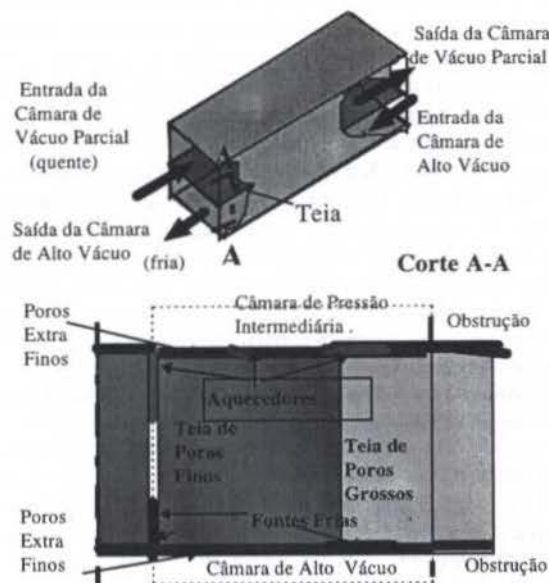 Saída da Câmara
de Vácuo Parcial
Entrada da
Câmara de
Vácuo Parcial
(quente)
Entrada da
Câmara de
Alto Vácuo
Teia
Saída da Câmara
de Alto Vácuo
(fria)
A
Corte A-A
Poros
Extra
Finos
Câmara de Pressão
Intermediária .
Obstrução
Aquecedores
Teia de
Poros
Finos
Teia de
Poros
Grossos
Fontes Frias
Poros
Extra
Finos
Câmara de Alto Vácuo
Obstrução